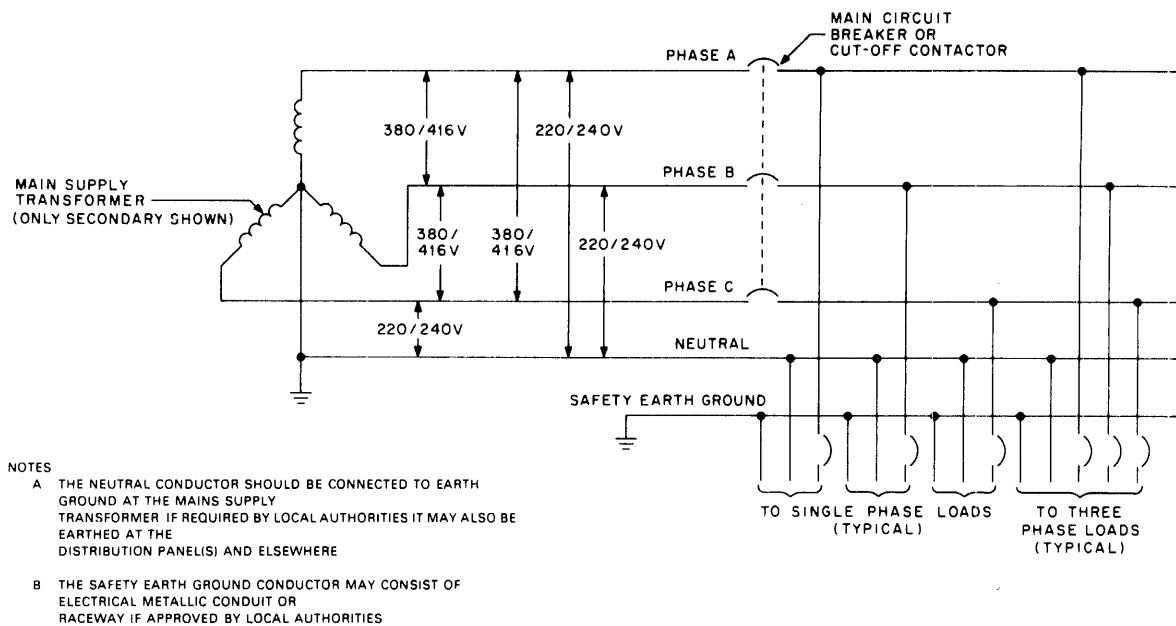 MAIN CIRCUIT
BREAKER OR
CUT-OFF CONTACTOR
PHASE A
380/416V
220/240V
MAIN SUPPLY
TRANSFORMER
(ONLY SECONDARY SHOWN)
PHASE B
380/
416V
380/
416V
220/240V
PHASE C
220/240V
NEUTRAL
SAFETY EARTH GROUND
TO SINGLE PHASE LOADS
(TYPICAL)
TO THREE
PHASE LOADS
(TYPICAL)
NOTES
A THE NEUTRAL CONDUCTOR SHOULD BE CONNECTED TO EARTH
GROUND AT THE MAINS SUPPLY
TRANSFORMER IF REQUIRED BY LOCAL AUTHORITIES IT MAY ALSO BE
EARTHED AT THE
DISTRIBUTION PANEL(S) AND ELSEWHERE
B THE SAFETY EARTH GROUND CONDUCTOR MAY CONSIST OF
ELECTRICAL METALLIC CONDUIT OR
RACEWAY IF APPROVED BY LOCAL AUTHORITIES